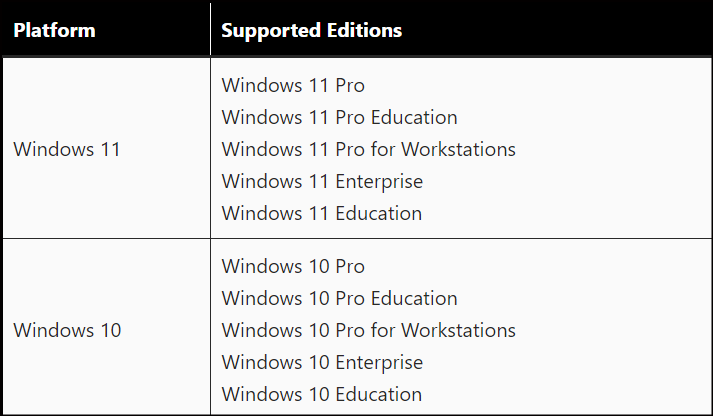 Platform
Supported Editions
Windows 11
Windows 11 Pro
Windows 11 Pro Education
Windows 11 Pro for Workstations
Windows 11 Enterprise
Windows 11 Education
Windows 10
Windows 10 Pro
Windows 10 Pro Education
Windows 10 Pro for Workstations
Windows 10 Enterprise
Windows 10 Education